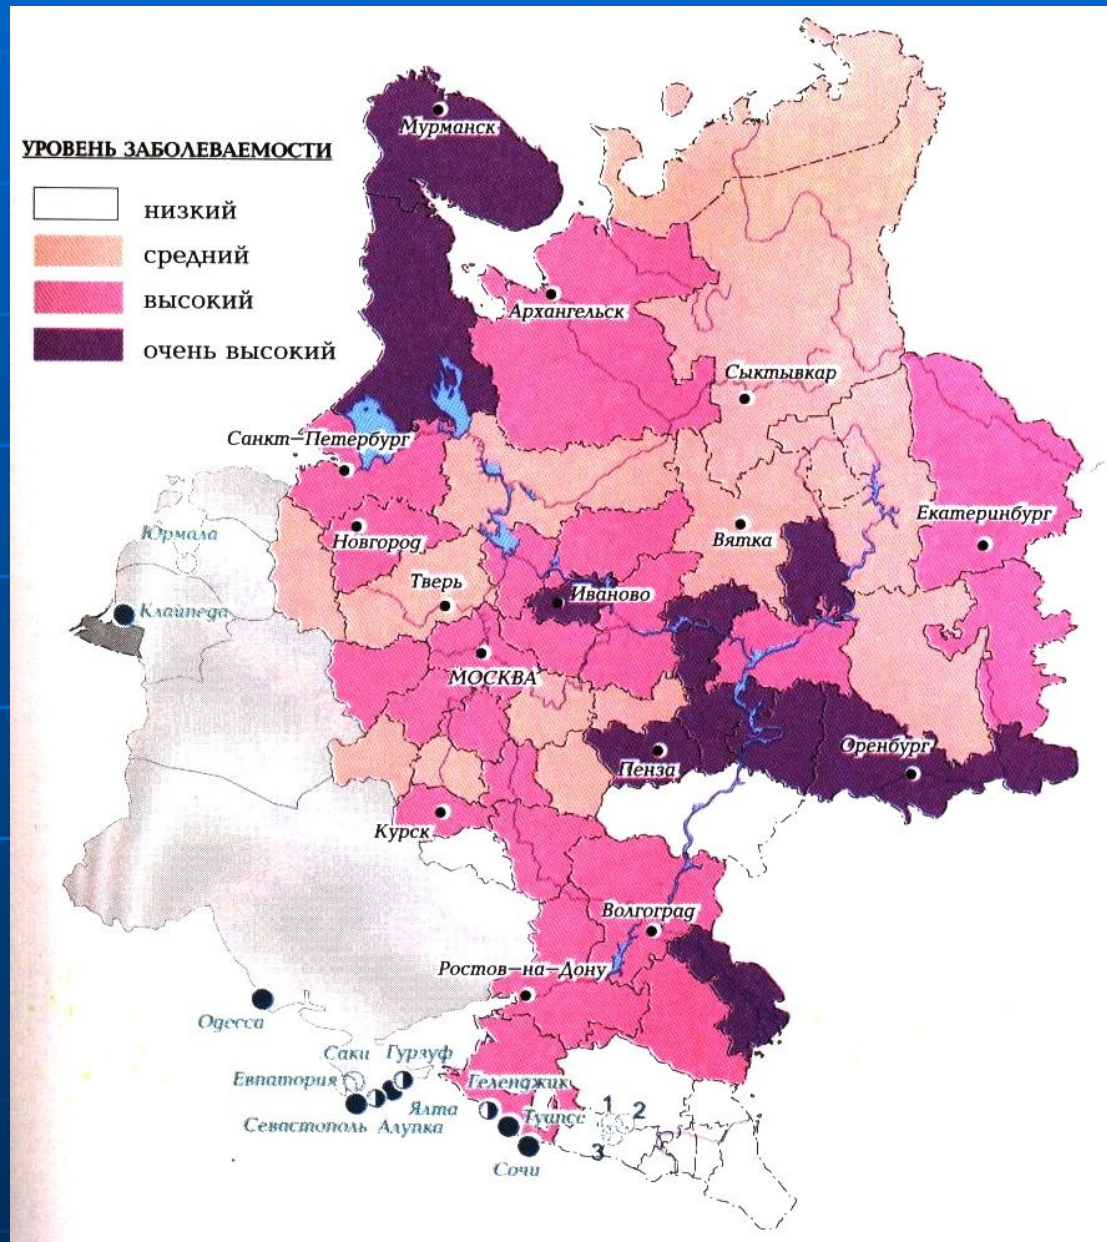 УРОВЕНЬ ЗАБОЛЕВАЕМОСТИ
низкий
средний
высокий
очень высокий
Мурманск
Архангельск
Сыктывкар
Санкт-Петербург
Новгород
Екатеринбург
Вятка
Юрмала
Тверь
Иваново
Клайпеда
МОСКВА
Пенза
Оренбург
Курск
Волгоград
Ростов-на-Дону
Одесса
Саки
Гурзуф
Евпатория
Геленджик
Севастополь
Алупка
Ялта
Туапсе
Сочи
1
2
3